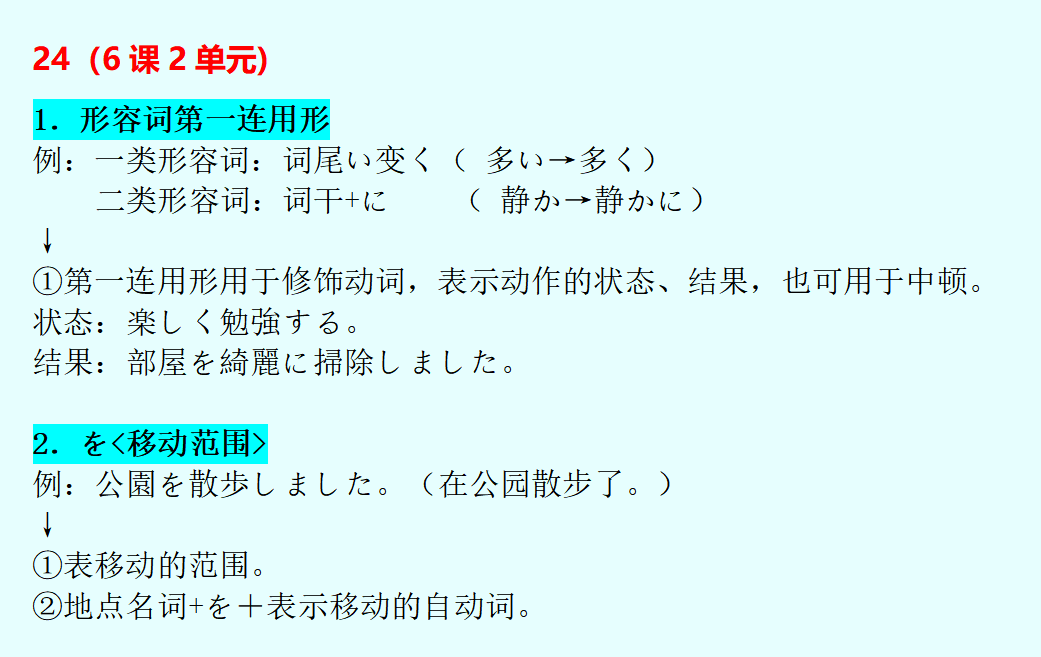 24（6 课 2 单元)
1．形容词第一连用形
例：一类形容词：词尾い变く（ 多い→多く）
二类形容词：词干+に （ 静か→静かに）
↓
①第一连用形用于修饰动词，表示动作的状态、结果，也可用于中顿。
状态：楽しく勉強する。
结果：部屋を綺麗に掃除しました。
2．を<移动范围>
例：公園を散歩しました。（在公园散步了。）
↓
①表移动的范围。
②地点名词+を＋表示移动的自动词。